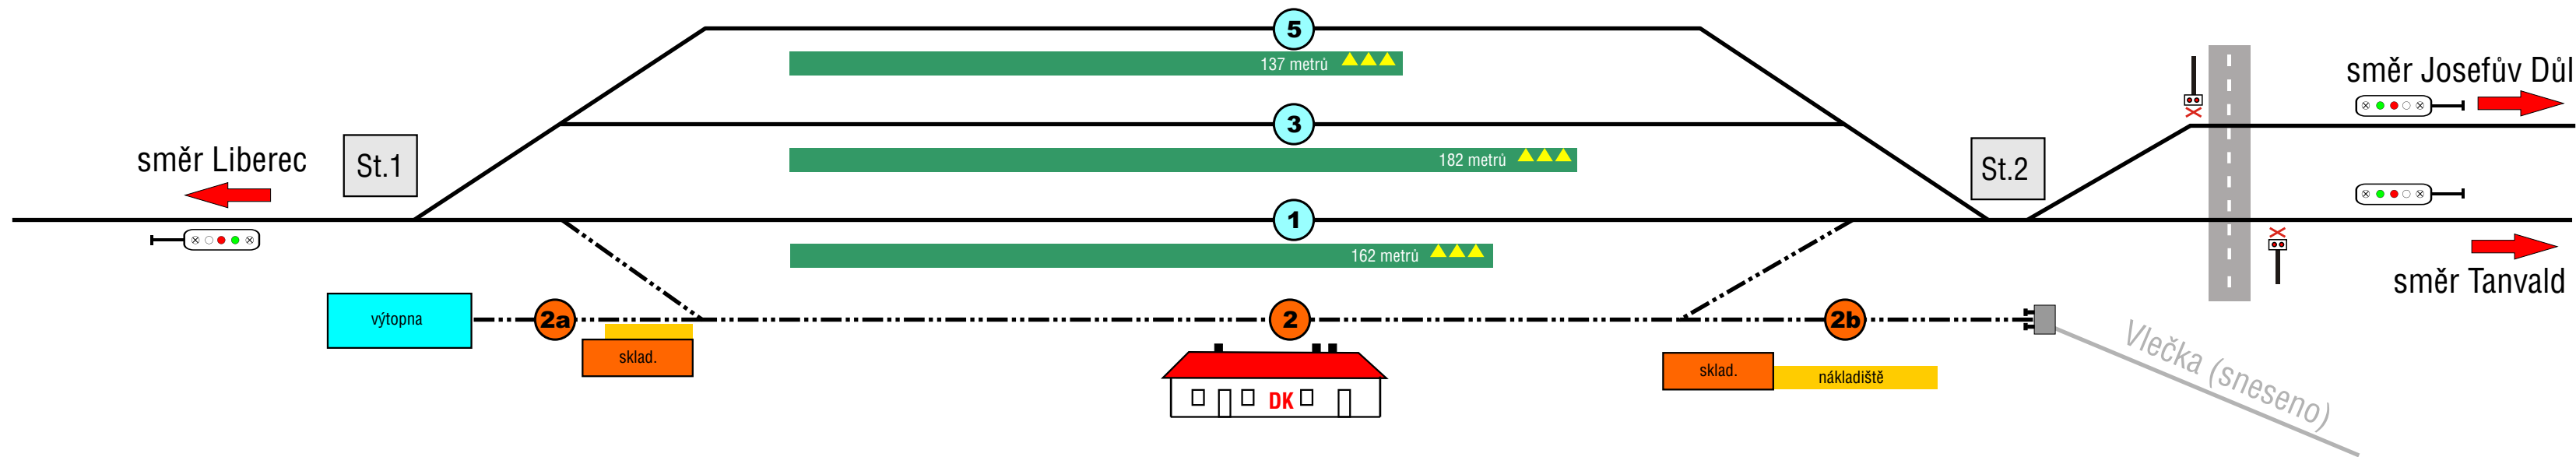 5
137 metrů
směr Josefův Důl
3
směr Liberec
St.1
182 metrů
St.2
1
162 metrů
směr Tanvald
výtopna
2a
2
2b
sklad.
sklad.
nákladiště
DK
Vlečka (sneseno)